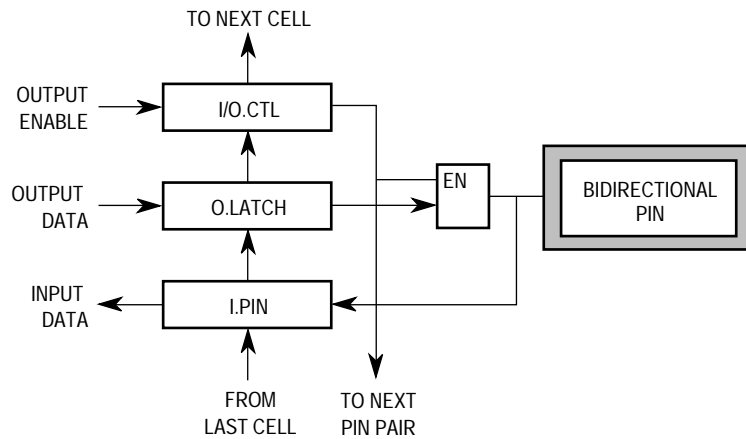 TO NEXT CELL
OUTPUT
ENABLE
I/O.CTL
EN
BIDIRECTIONAL
PIN
OUTPUT
DATA
O.LATCH
INPUT
DATA
I.PIN
FROM
LAST CELL
TO NEXT
PIN PAIR